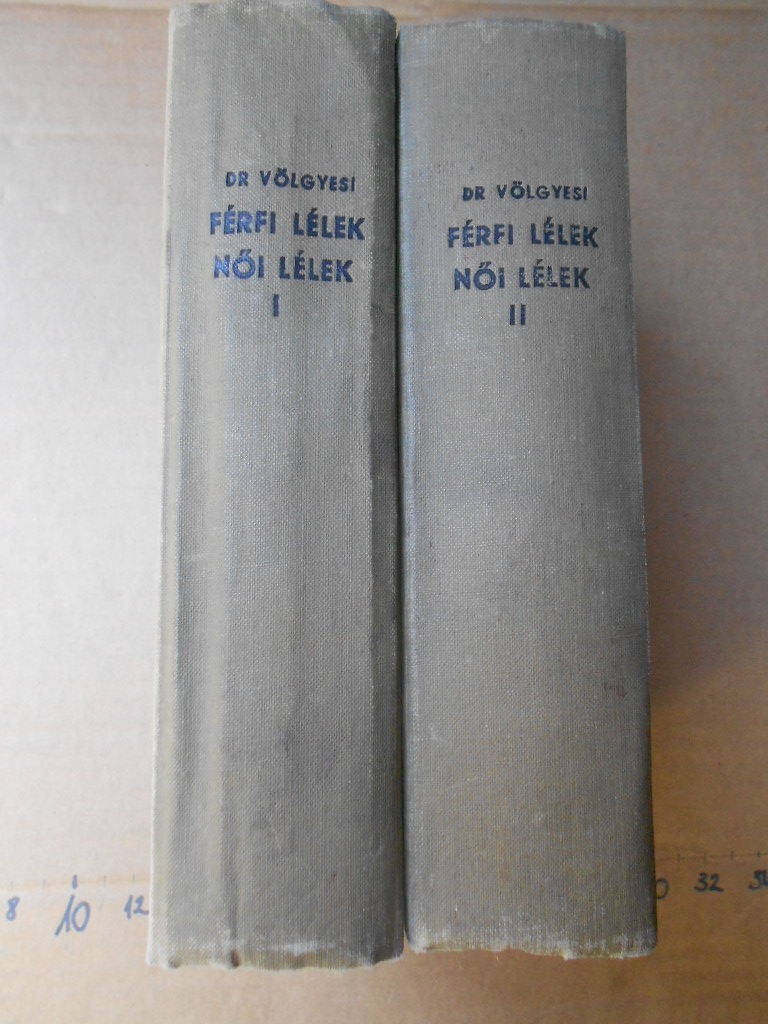 DR VÖLGYESI
FÉRFI LÉLEK
NŐI LÉLEK
I
DR VÖLGYESI
FÉRFI LÉLEK
NŐI LÉLEK
II
8 10 12
32